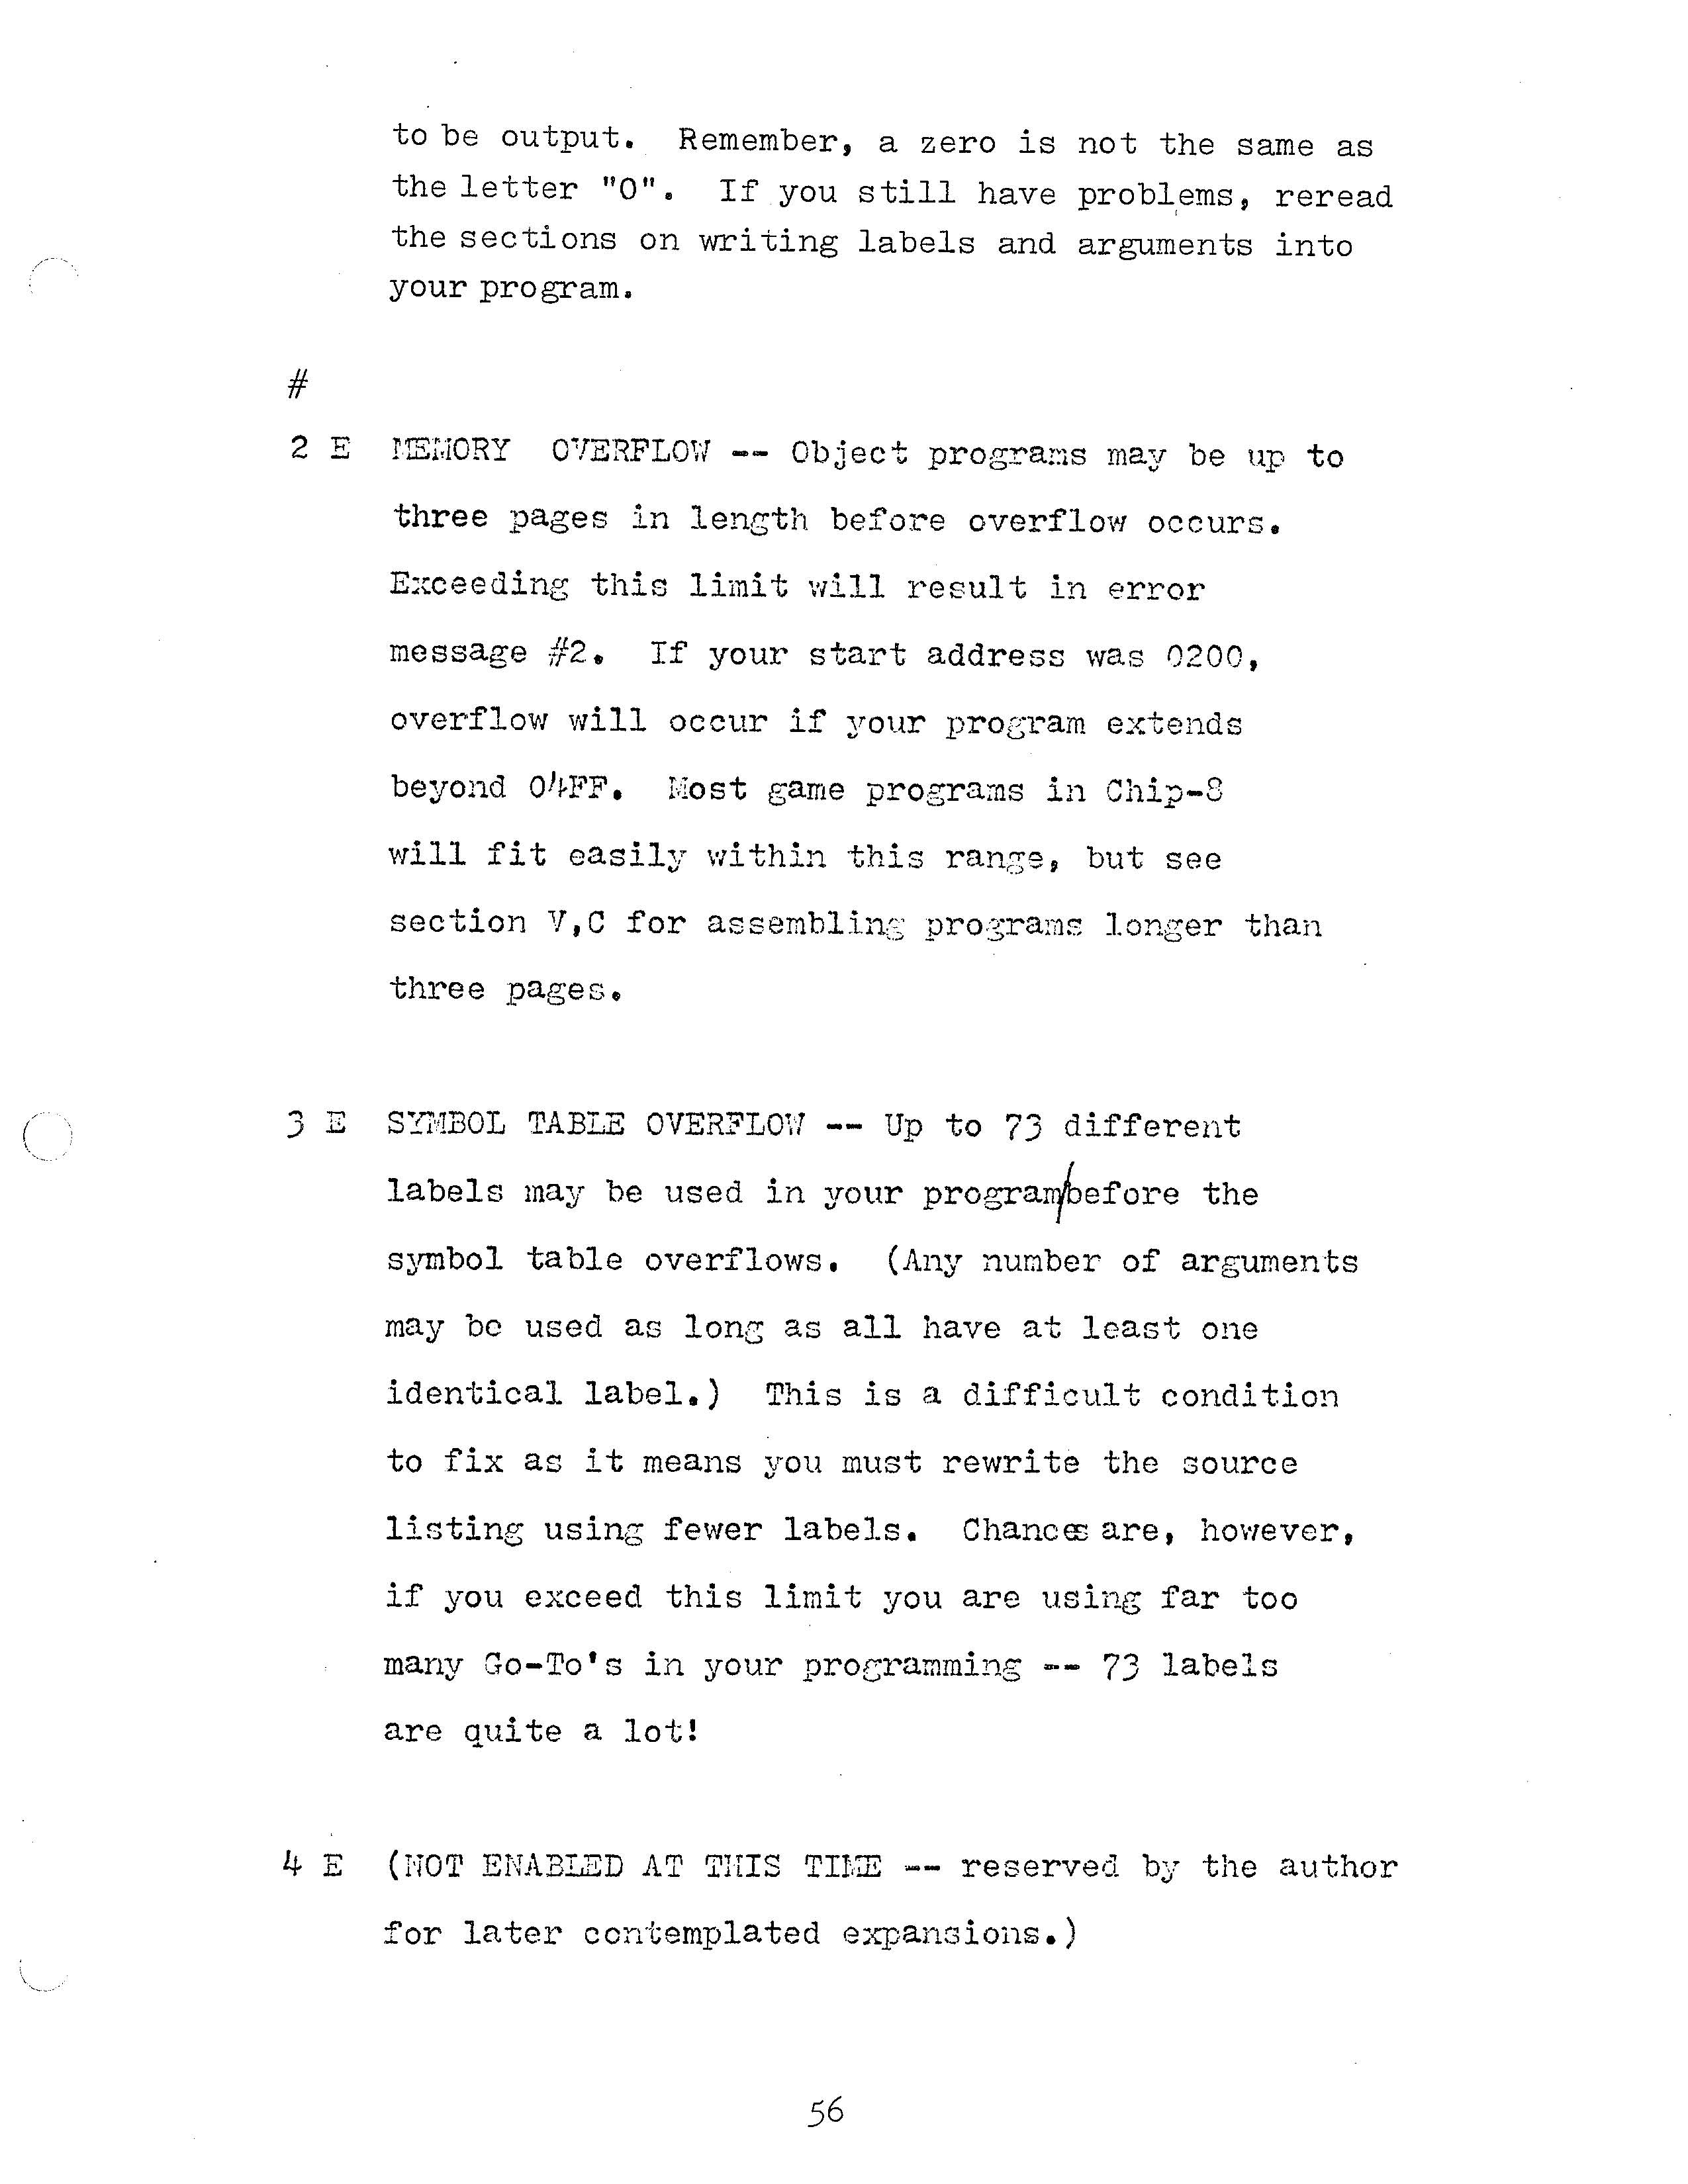 to be output. Remember, a zero is not the same as
the letter "O". If you still have problems, reread
the sections on writing labels and arguments into
your program.
#
2 E MEMORY OVERFLOW -- Object programs may be up to
three pages in length before overflow occurs.
Exceeding this limit will result in error
message #2. If your start address was 0200,
overflow will occur if your program extends
beyond 04FF. Most game programs in Chip-8
will fit easily within this range, but see
section V,C for assembling programs longer than
three pages.
3 E SYMBOL TABLE OVERFLOW -- Up to 73 different
labels may be used in your program/before the
symbol table overflows. (Any number of arguments
may be used as long as all have at least one
identical label.) This is a difficult condition
to fix as it means you must rewrite the source
listing using fewer labels. Chances are, however,
if you exceed this limit you are using far too
many Go-To's in your programming -- 73 labels
are quite a lot!
4 E (NOT ENABLED AT THIS TIME -- reserved by the author
for later contemplated expansions.)
56